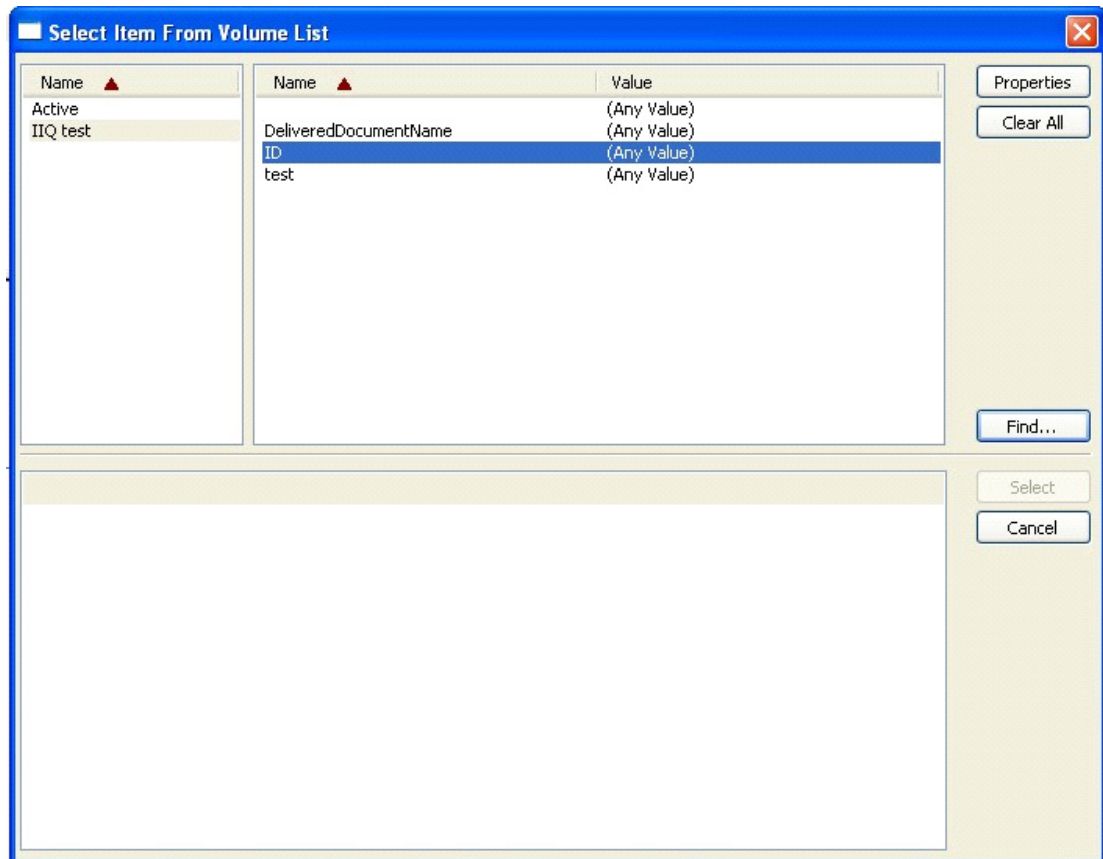 Select Item From Volume List
Name
Active
IIQ test
Name Value
(Any Value)
DeliveredDocumentName (Any Value)
ID (Any Value)
test (Any Value)
Properties
Clear All
Find...
Select
Cancel